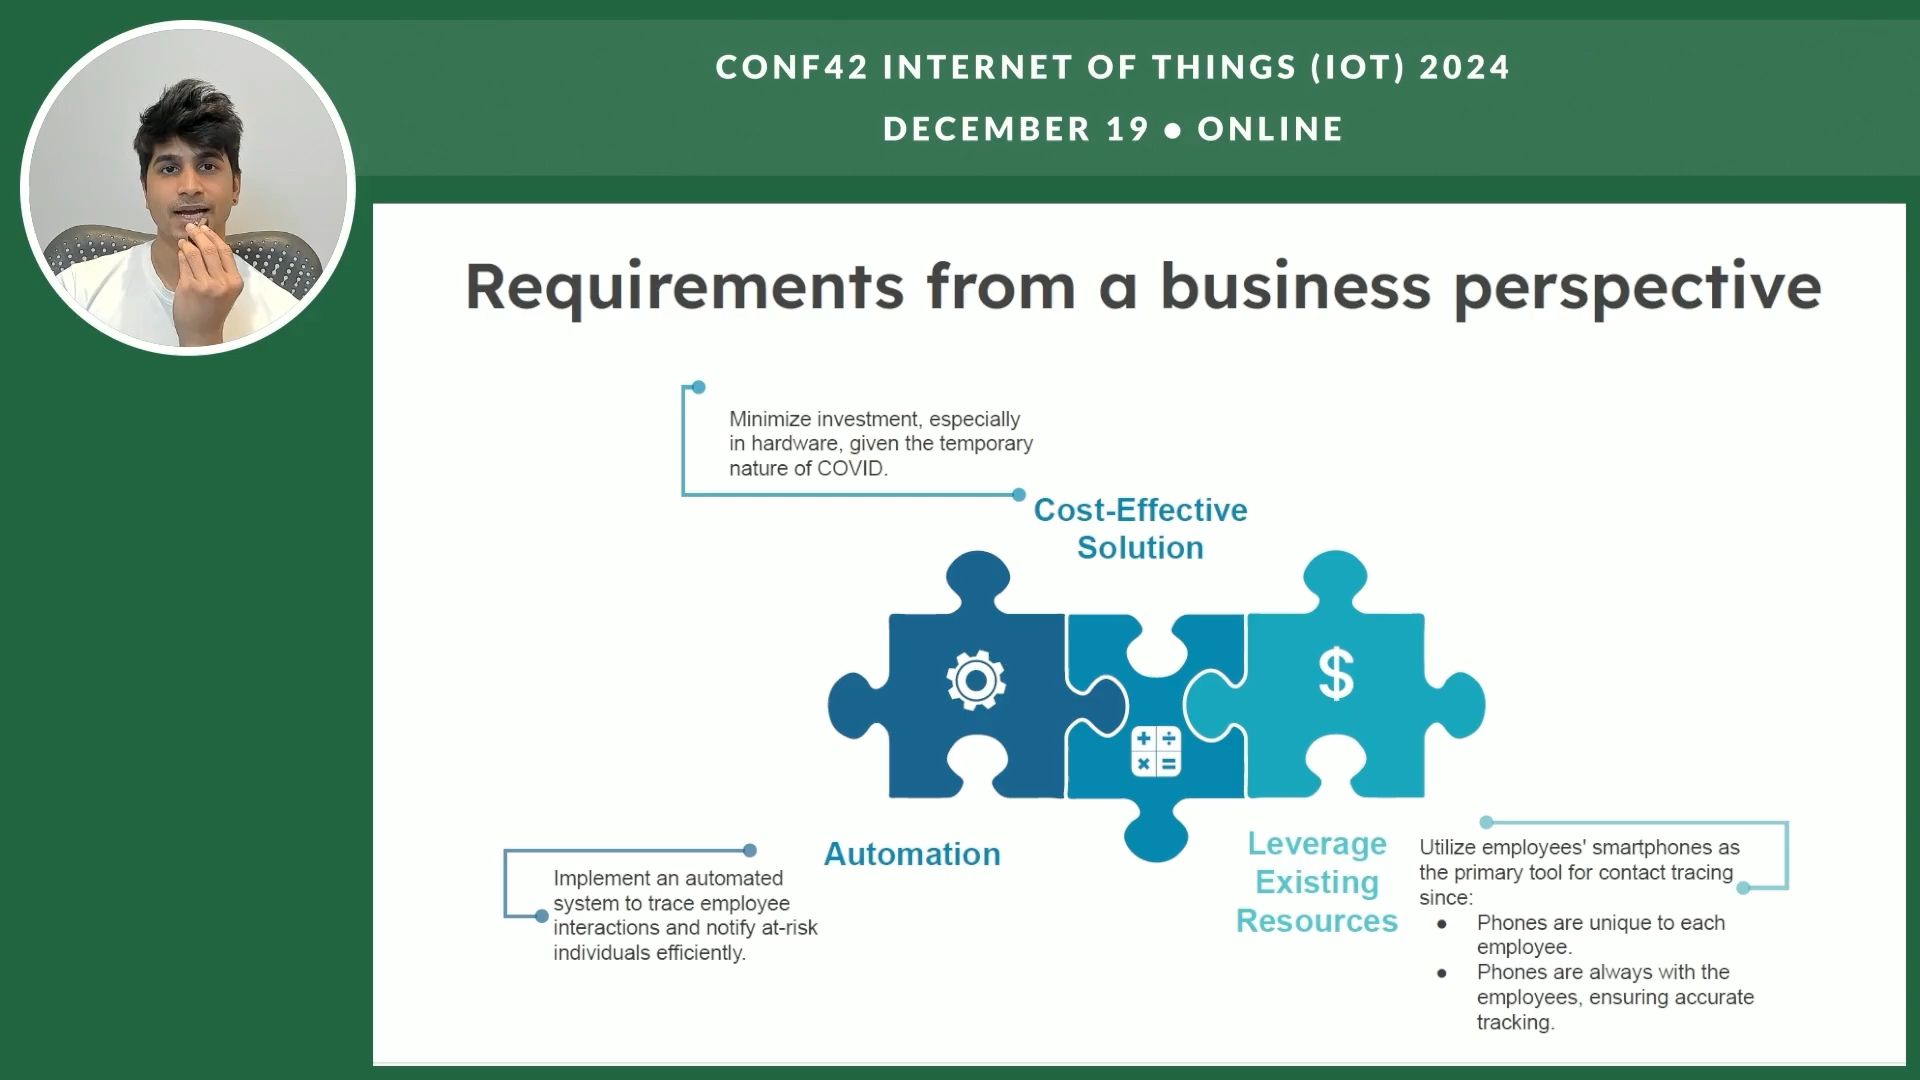 CONF42 INTERNET OF THINGS (IOT) 2024
DECEMBER 19 ● ONLINE
Requirements from a business perspective
Minimize investment, especially
in hardware, given the temporary
nature of COVID.
Cost-Effective
Solution
$
+ ÷
× =
Automation
Implement an automated
system to trace employee
interactions and notify at-risk
individuals efficiently.
Leverage
Existing
Resources
Utilize employees' smartphones as
the primary tool for contact tracing
since:
● Phones are unique to each
employee.
● Phones are always with the
employees, ensuring accurate
tracking.